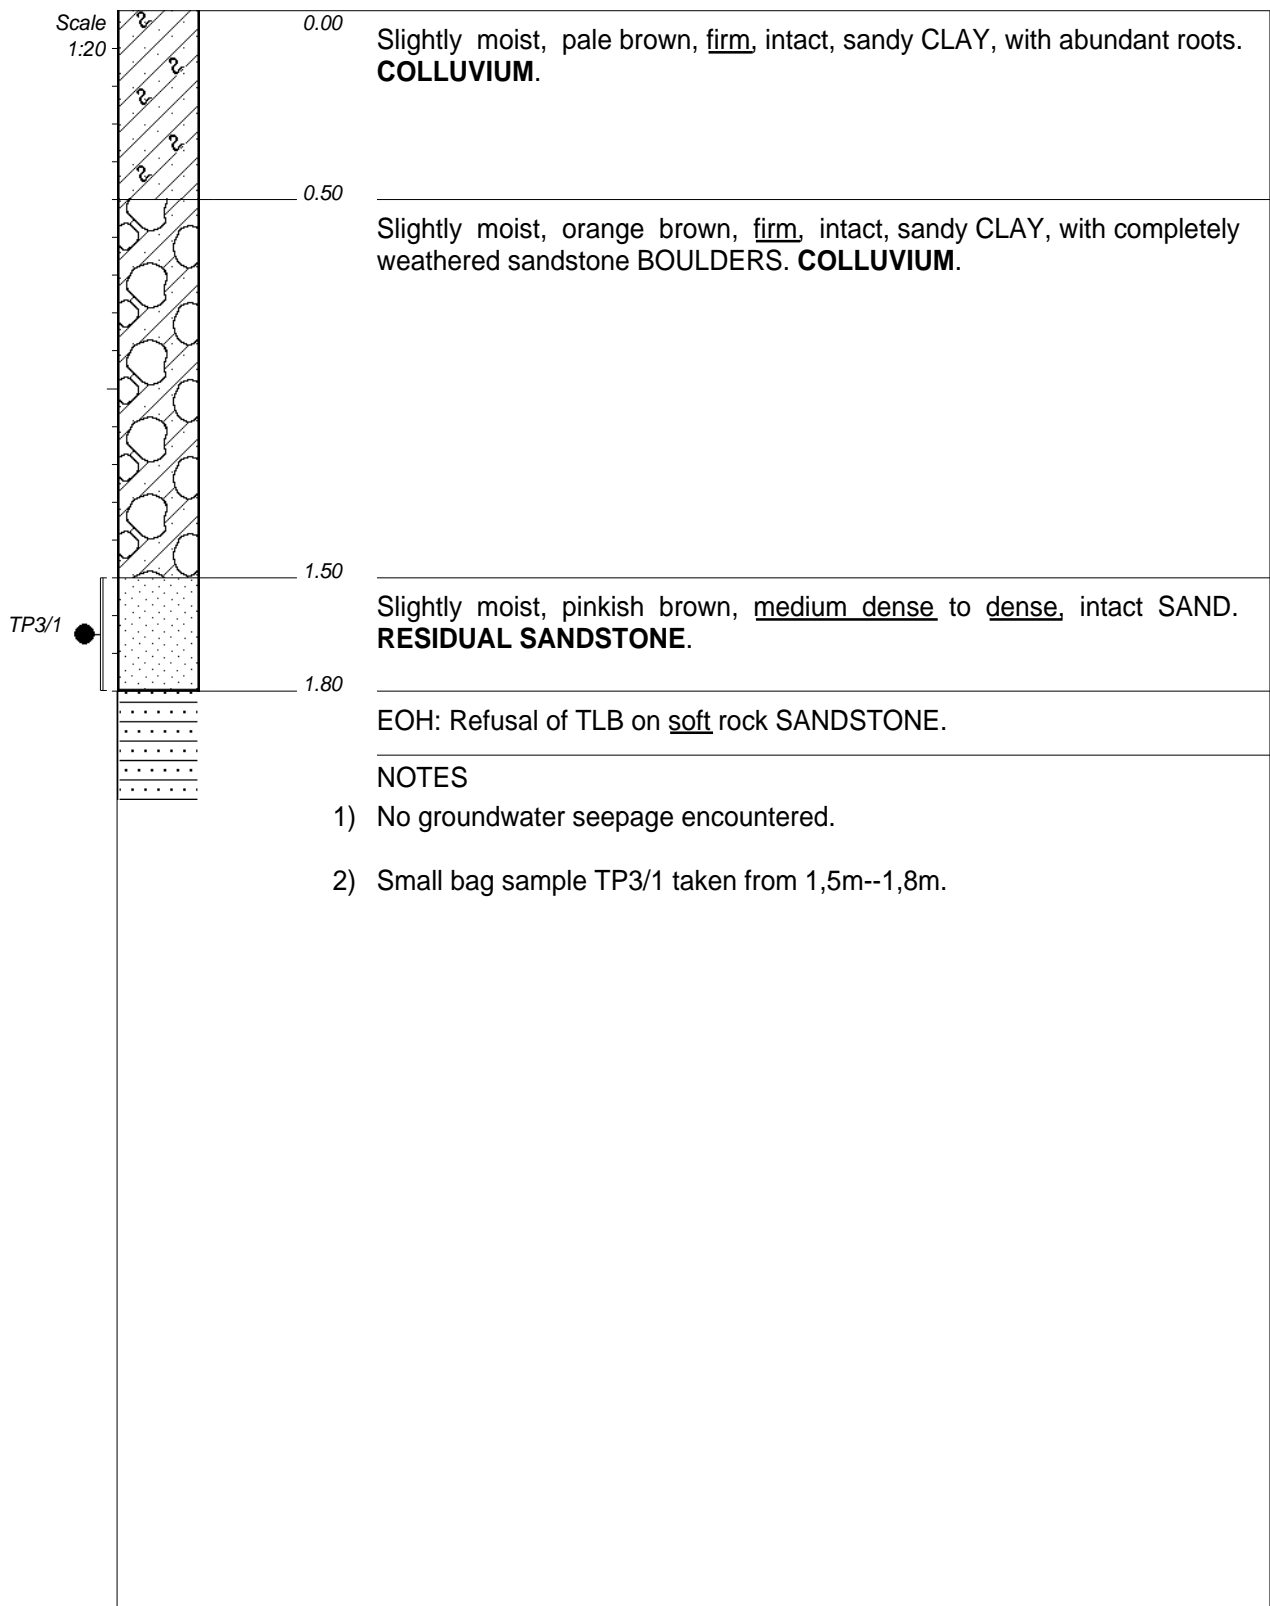 Scale
1:20
0.00
Slightly moist, pale brown, firm, intact, sandy CLAY, with abundant roots.
COLLUVIUM.
0.50
Slightly moist, orange brown, firm, intact, sandy CLAY, with completely
weathered sandstone BOULDERS. COLLUVIUM.
1.50
TP3/1
Slightly moist, pinkish brown, medium dense to dense, intact SAND.
RESIDUAL SANDSTONE.
1.80
EOH: Refusal of TLB on soft rock SANDSTONE.
NOTES
1) No groundwater seepage encountered.
2) Small bag sample TP3/1 taken from 1,5m--1,8m.